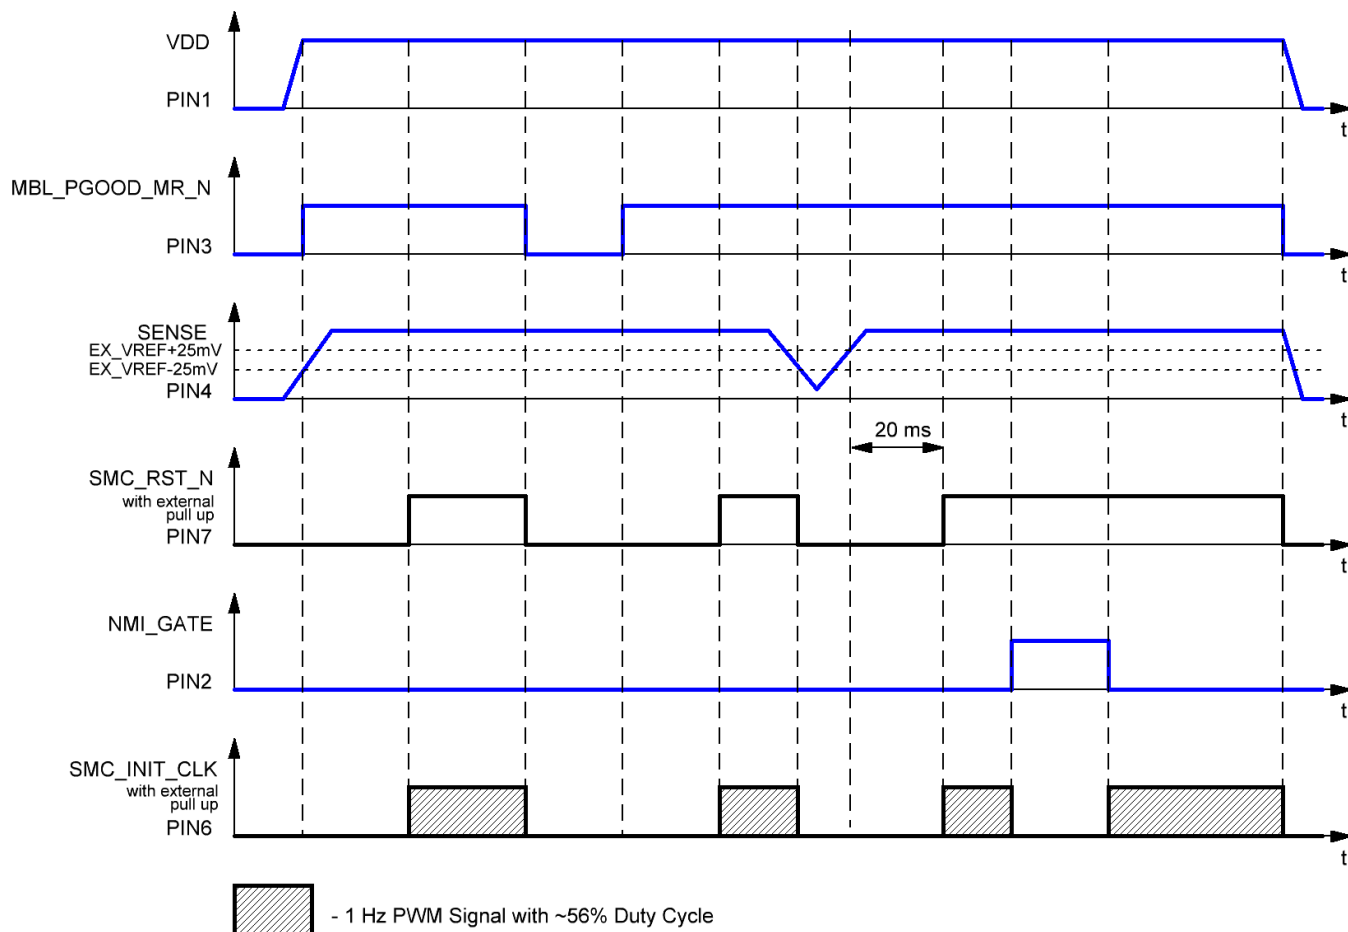 VDD
PIN1
t
MBL_PGOOD_MR_N
PIN3
t
SENSE
EX_VREF+25mV
EX_VREF-25mV
PIN4
t
20 ms
SMC_RST_N
with external
pull up
PIN7
t
NMI_GATE
PIN2
t
SMC_INIT_CLK
with external
pull up
PIN6
t
- 1 Hz PWM Signal with ~56% Duty Cycle